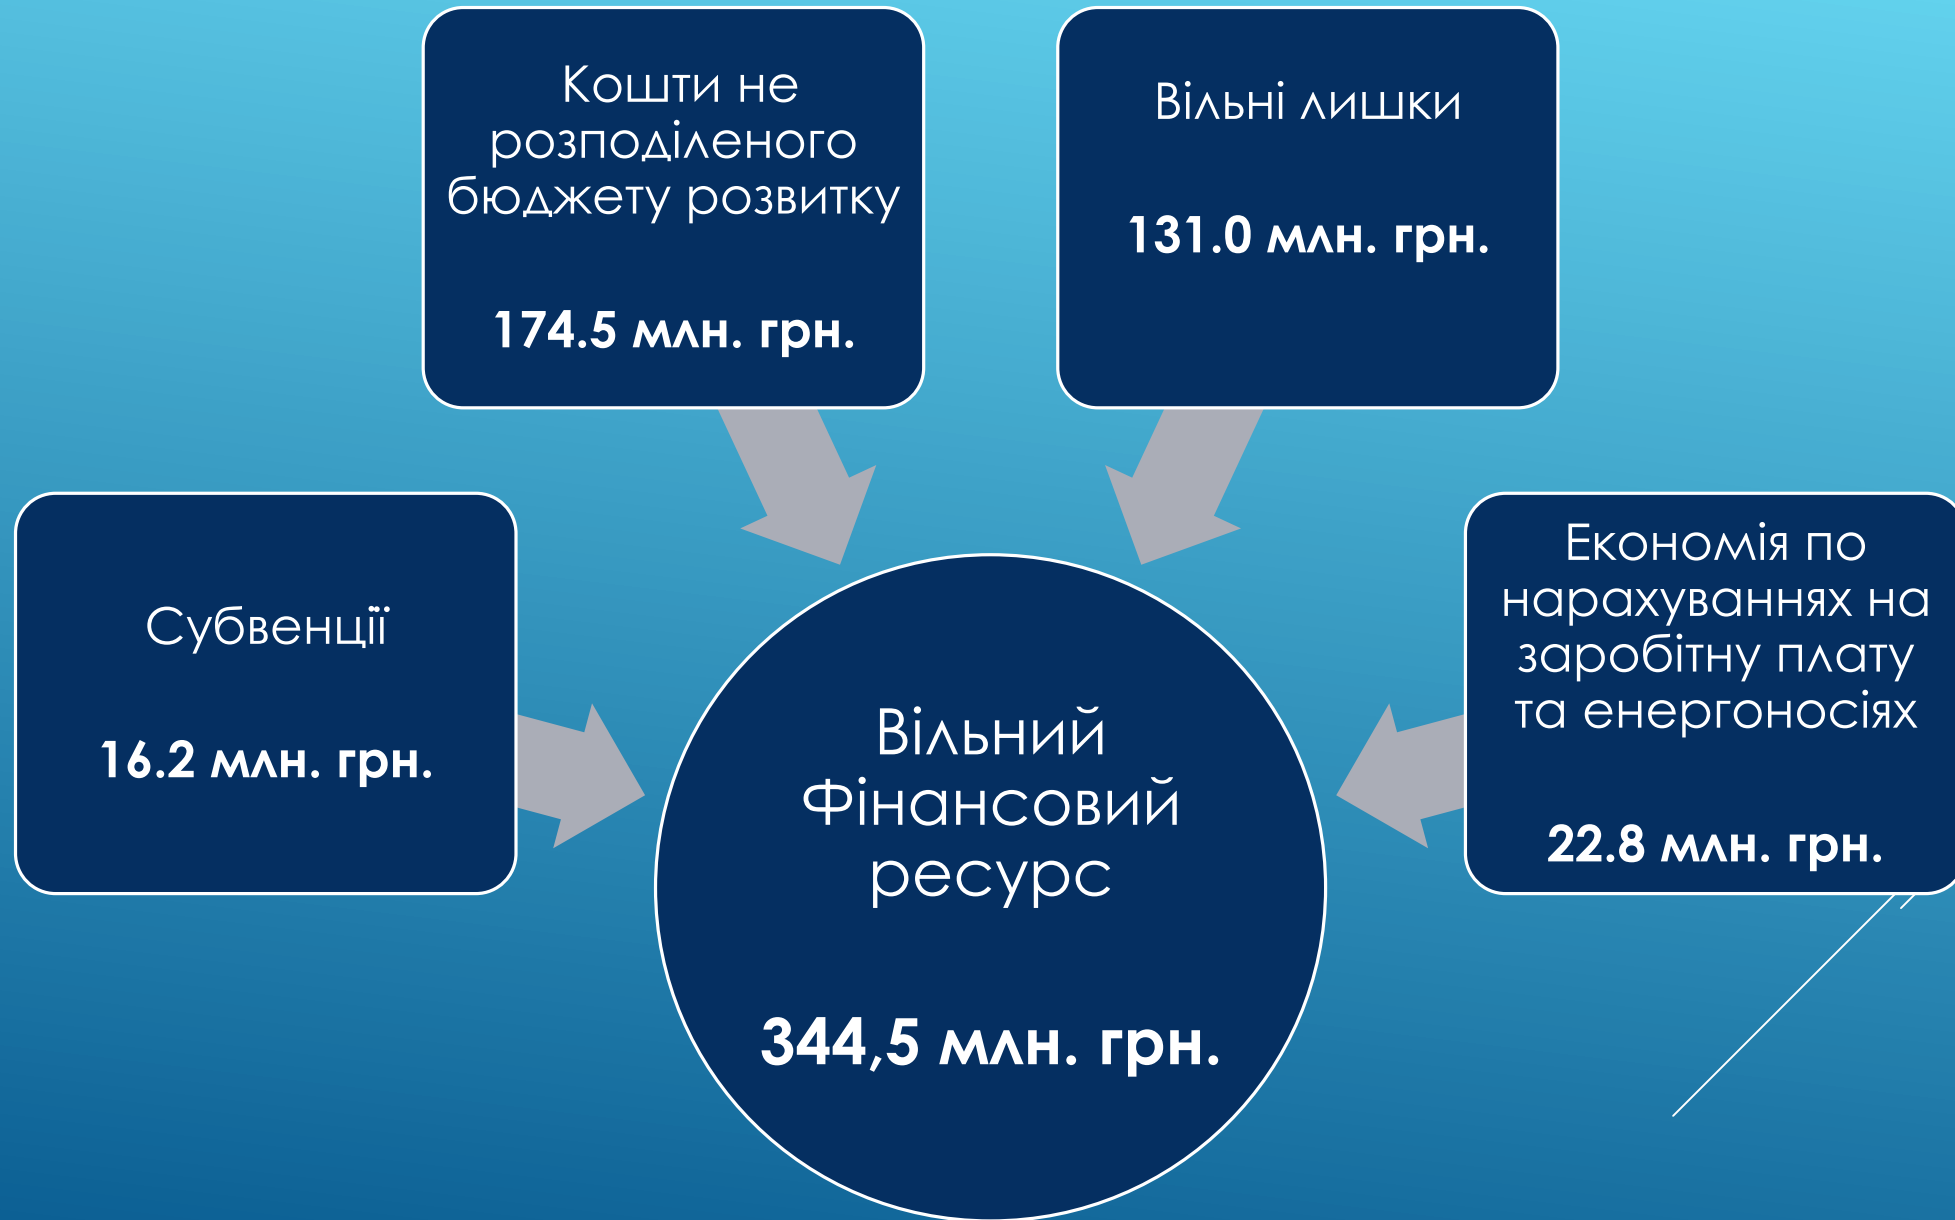 Кошти не
розподіленого
бюджету розвитку
174.5 млн. грн.
Вільні лишки
131.0 млн. грн.
Субвенції
16.2 млн. грн.
Економія по
нарахуваннях на
заробітну плату
та енергоносіях
22.8 млн. грн.
Вільний
Фінансовий
ресурс
344,5 млн. грн.